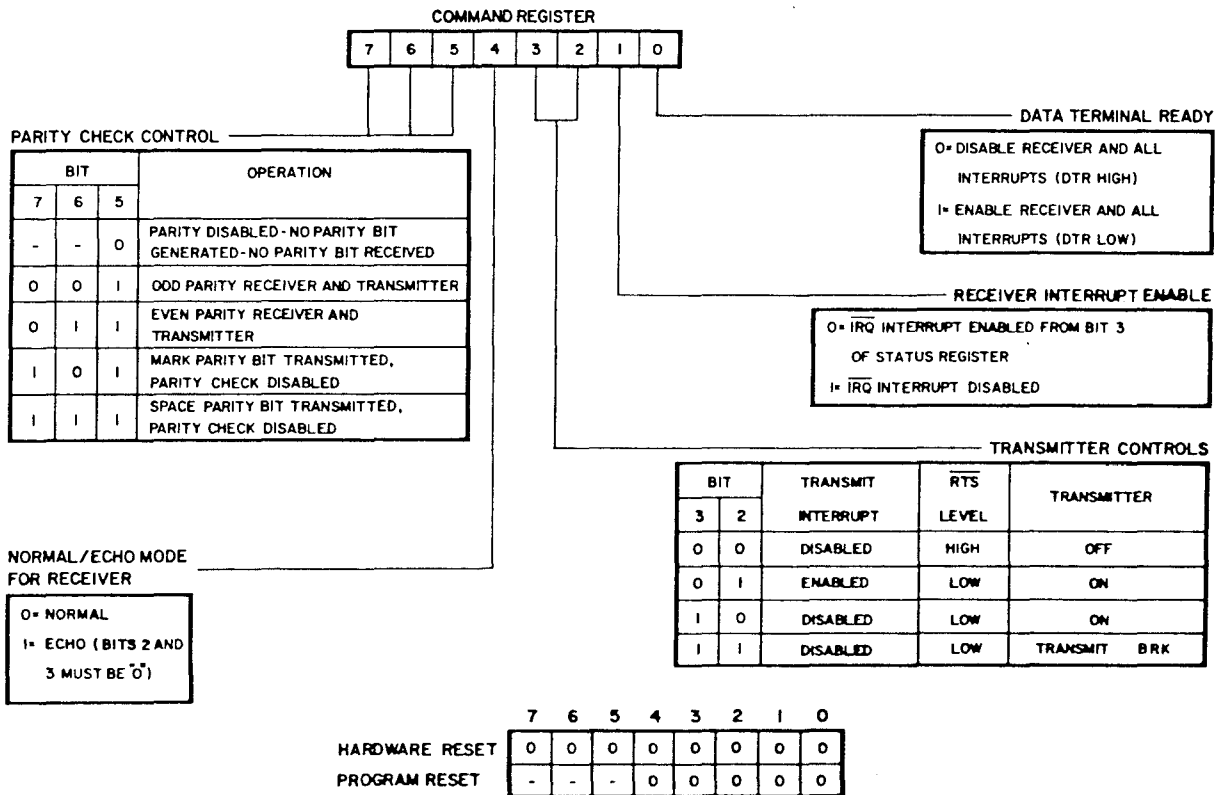 COMMAND REGISTER
7 6 5 4 3 2 1 0
PARITY CHECK CONTROL
BIT OPERATION
7 6 5
- - 0 PARITY DISABLED - NO PARITY BIT
GENERATED - NO PARITY BIT RECEIVED
0 0 1 ODD PARITY RECEIVER AND TRANSMITTER
0 1 1 EVEN PARITY RECEIVER AND
TRANSMITTER
1 0 1 MARK PARITY BIT TRANSMITTED,
PARITY CHECK DISABLED
1 1 1 SPACE PARITY BIT TRANSMITTED,
PARITY CHECK DISABLED
NORMAL/ECHO MODE
FOR RECEIVER
0= NORMAL
1= ECHO (BITS 2 AND
3 MUST BE "0")
DATA TERMINAL READY
0= DISABLE RECEIVER AND ALL
INTERRUPTS (DTR HIGH)
1= ENABLE RECEIVER AND ALL
INTERRUPTS (DTR LOW)
RECEIVER INTERRUPT ENABLE
0= I̅R̅Q̅ INTERRUPT ENABLED FROM BIT 3
OF STATUS REGISTER
1= I̅R̅Q̅ INTERRUPT DISABLED
TRANSMITTER CONTROLS
BIT TRANSMIT R̅T̅S̅ TRANSMITTER
3 2 INTERRUPT LEVEL
0 0 DISABLED HIGH OFF
0 1 ENABLED LOW ON
1 0 DISABLED LOW ON
1 1 DISABLED LOW TRANSMIT BRK
7 6 5 4 3 2 1 0
HARDWARE RESET 0 0 0 0 0 0 0 0
PROGRAM RESET - - - 0 0 0 0 0